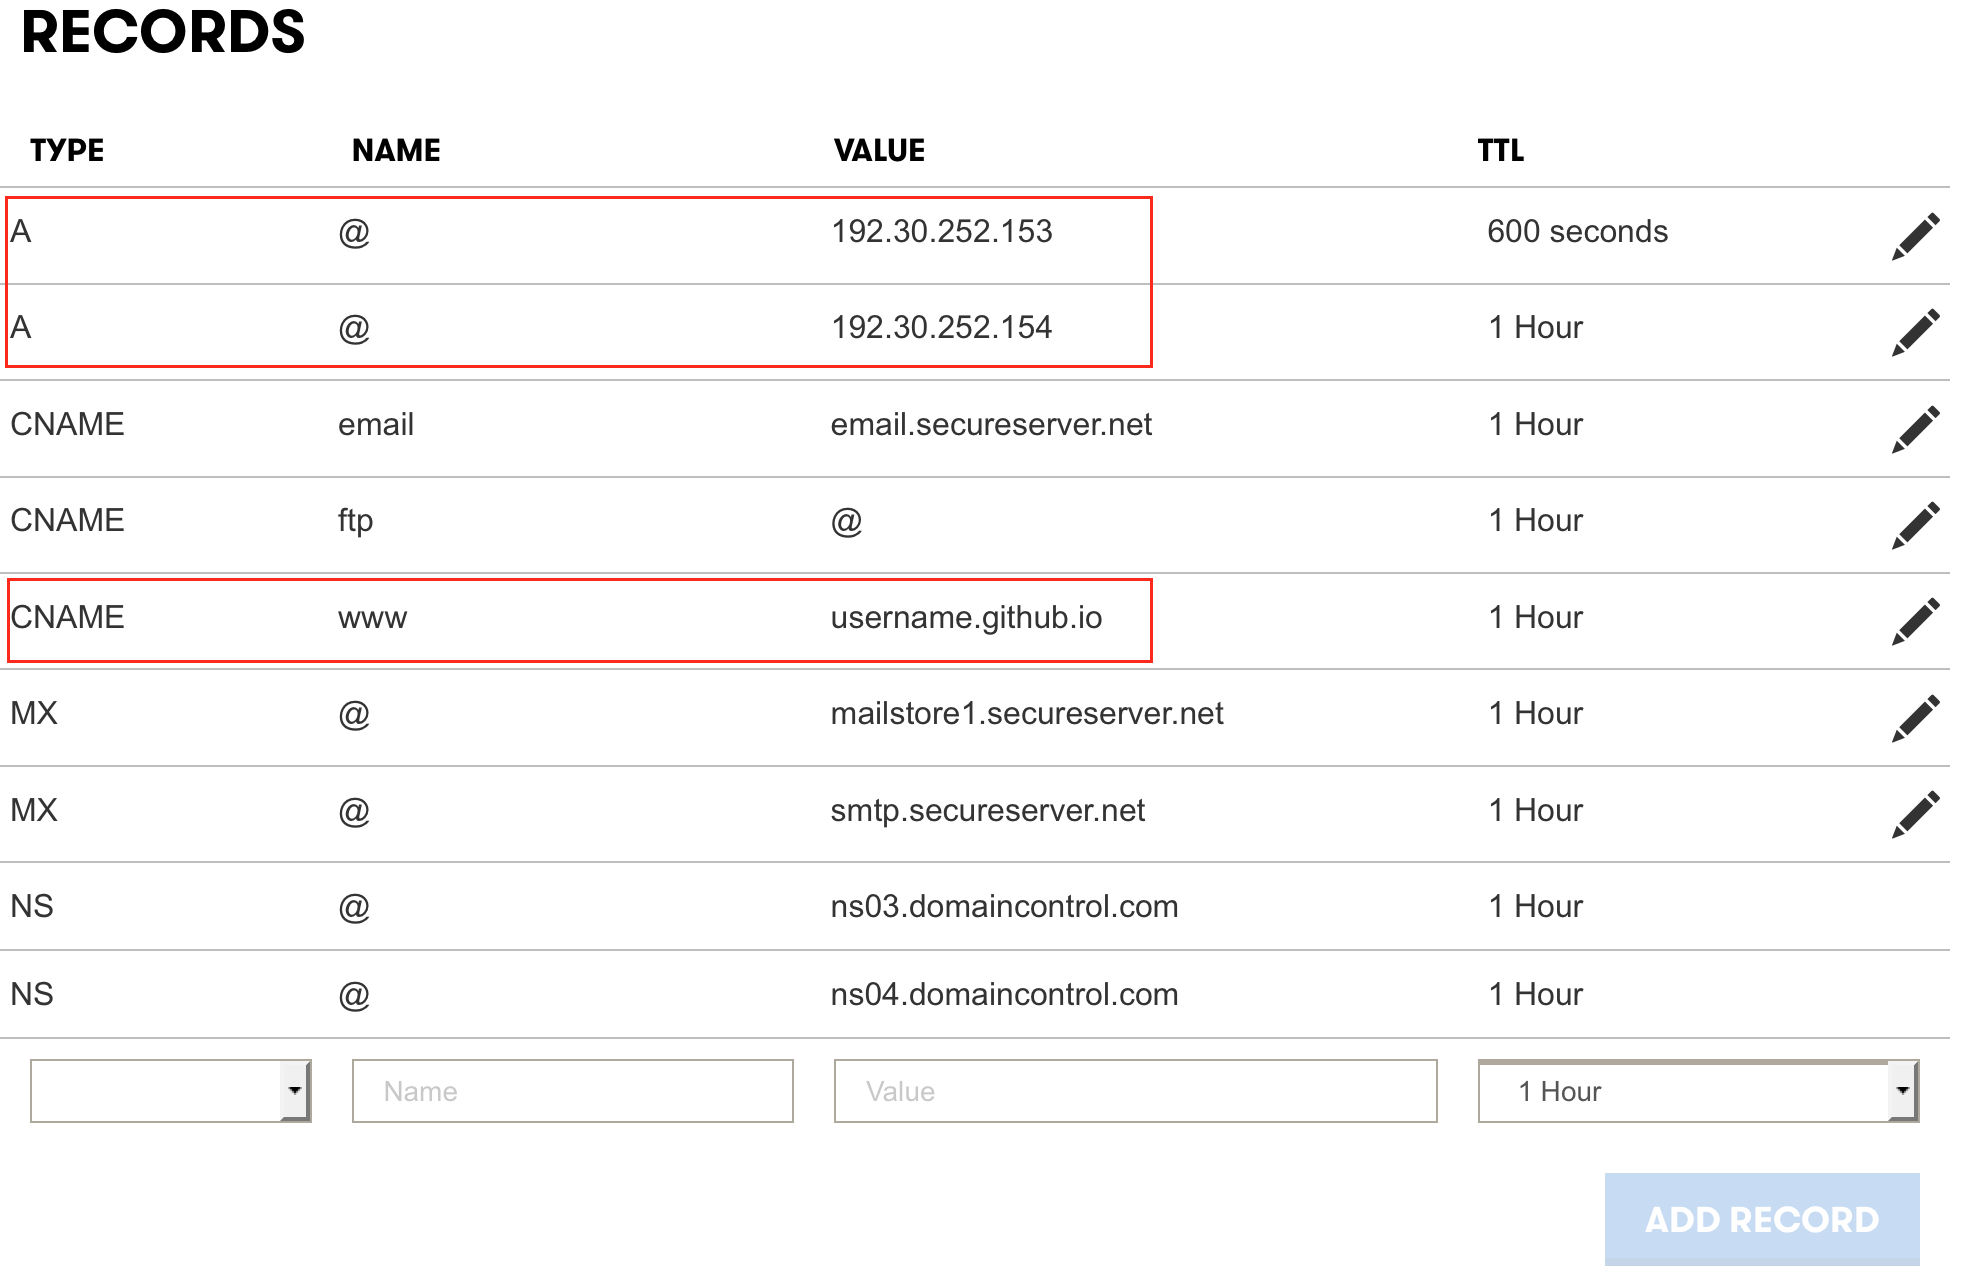 RECORDS
TYPE NAME VALUE TTL
A @ 192.30.252.153 600 seconds
A @ 192.30.252.154 1 Hour
CNAME email email.secureserver.net 1 Hour
CNAME ftp @ 1 Hour
CNAME www username.github.io 1 Hour
MX @ mailstore1.secureserver.net 1 Hour
MX @ smtp.secureserver.net 1 Hour
NS @ ns03.domaincontrol.com 1 Hour
NS @ ns04.domaincontrol.com 1 Hour
Name Value 1 Hour
ADD RECORD